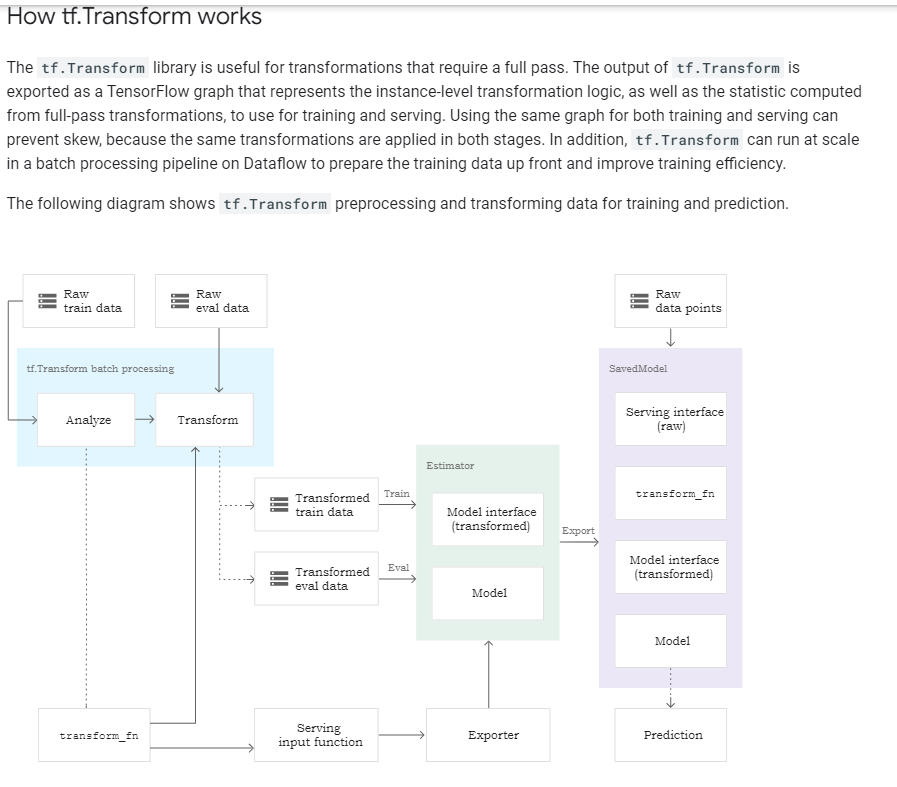 How tf.Transform works
The tf.Transform library is useful for transformations that require a full pass. The output of tf.Transform is
exported as a TensorFlow graph that represents the instance-level transformation logic, as well as the statistic computed
from full-pass transformations, to use for training and serving. Using the same graph for both training and serving can
prevent skew, because the same transformations are applied in both stages. In addition, tf.Transform can run at scale
in a batch processing pipeline on Dataflow to prepare the training data up front and improve training efficiency.
The following diagram shows tf.Transform preprocessing and transforming data for training and prediction.
Raw
train data
Raw
eval data
Raw
data points
tf.Transform batch processing
Analyze
Transform
SavedModel
Serving interface
(raw)
transform_fn
Model interface
(transformed)
Model
Estimator
Model interface
(transformed)
Model
Transformed
train data
Train
Transformed
eval data
Eval
Export
transform_fn
Serving
input function
Exporter
Prediction